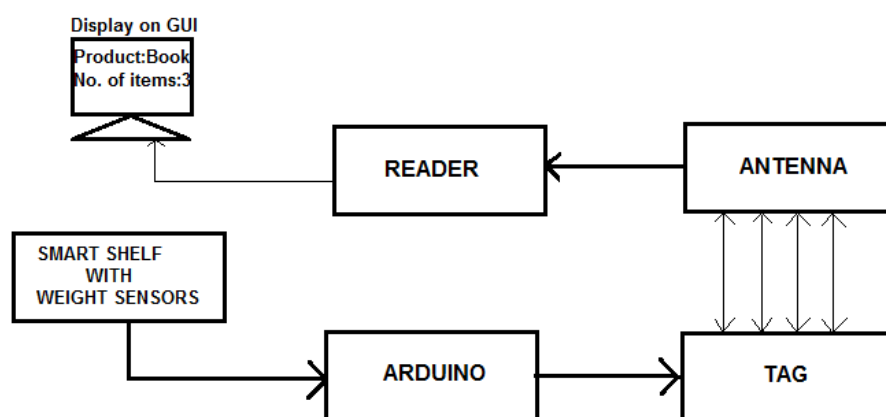 Display on GUI
Product:Book
No. of items:3
READER
ANTENNA
SMART SHELF
WITH
WEIGHT SENSORS
ARDUINO
TAG